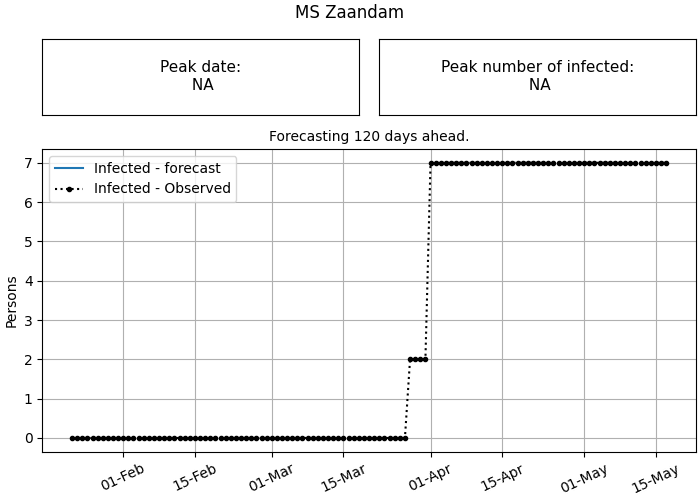 MS Zaandam
Peak date:
NA
Peak number of infected:
NA
Forecasting 120 days ahead.
Infected - forecast
Infected - Observed
Persons
7
6
5
4
3
2
1
0
01-Feb
15-Feb
01-Mar
15-Mar
01-Apr
15-Apr
01-May
15-May